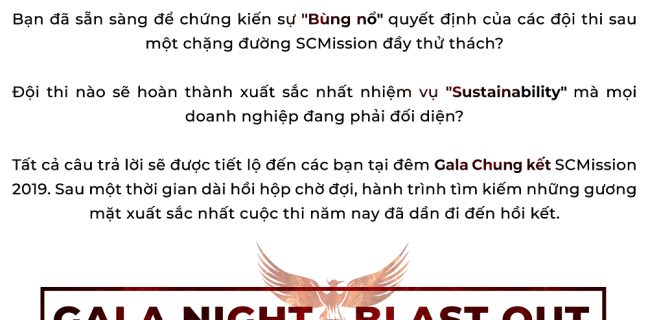 Bạn đã sẵn sàng để chứng kiến sự "Bùng nổ" quyết định của các đội thi sau
một chặng đường SCMission đầy thử thách?
Đội thi nào sẽ hoàn thành xuất sắc nhất nhiệm vụ "Sustainability" mà mọi
doanh nghiệp đang phải đối diện?
Tất cả câu trả lời sẽ được tiết lộ đến các bạn tại đêm Gala Chung kết SCMission
2019. Sau một thời gian dài hồi hộp chờ đợi, hành trình tìm kiếm những gương
mặt xuất sắc nhất cuộc thi năm nay đã dần đi đến hồi kết.
GALA NIGHT - BLAST OUT